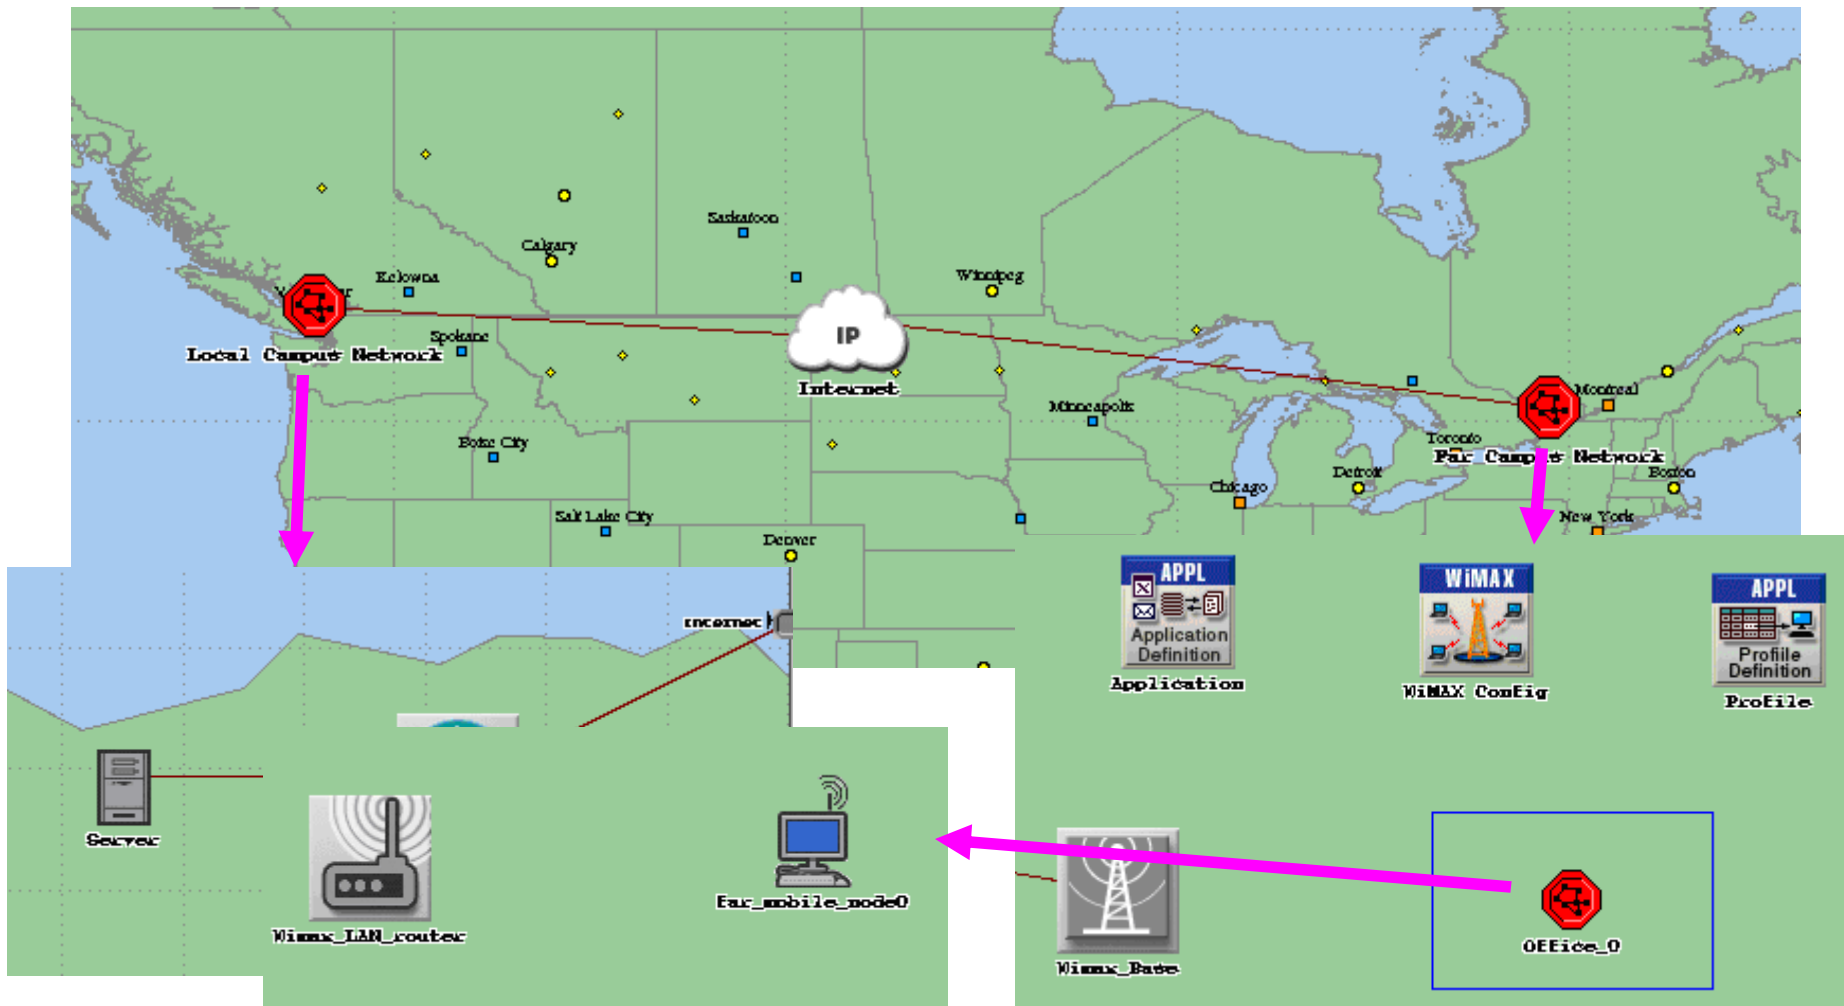 Saskatoon
Calgary
Kelowna
Winnipeg
IP
Spokane
Local Campus Network
Internet
Montreal
Minneapolis
Toronto
Boise City
Far Campus Network
Detroit
Boston
Chicago
Salt Lake City
New York
Denver
APPL
Application
Definition
Application
WiMAX
WiMAX Config
APPL
Profiile
Definition
Profile
Internet
Server
Wimax_LAN_router
Far_mobile_node0
Wimax_Base
Office_0